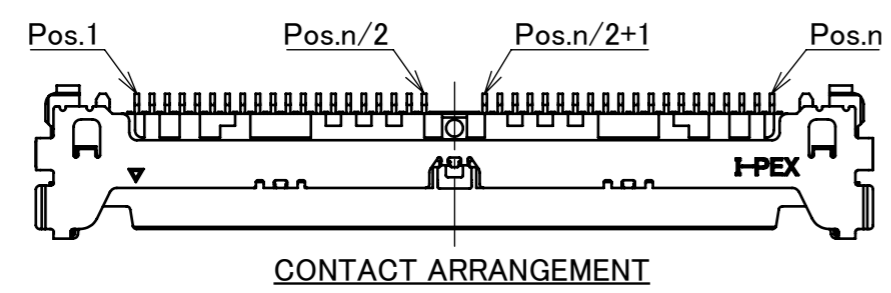 Pos.1
Pos.n/2
Pos.n/2+1
Pos.n
I-PEX
CONTACT ARRANGEMENT